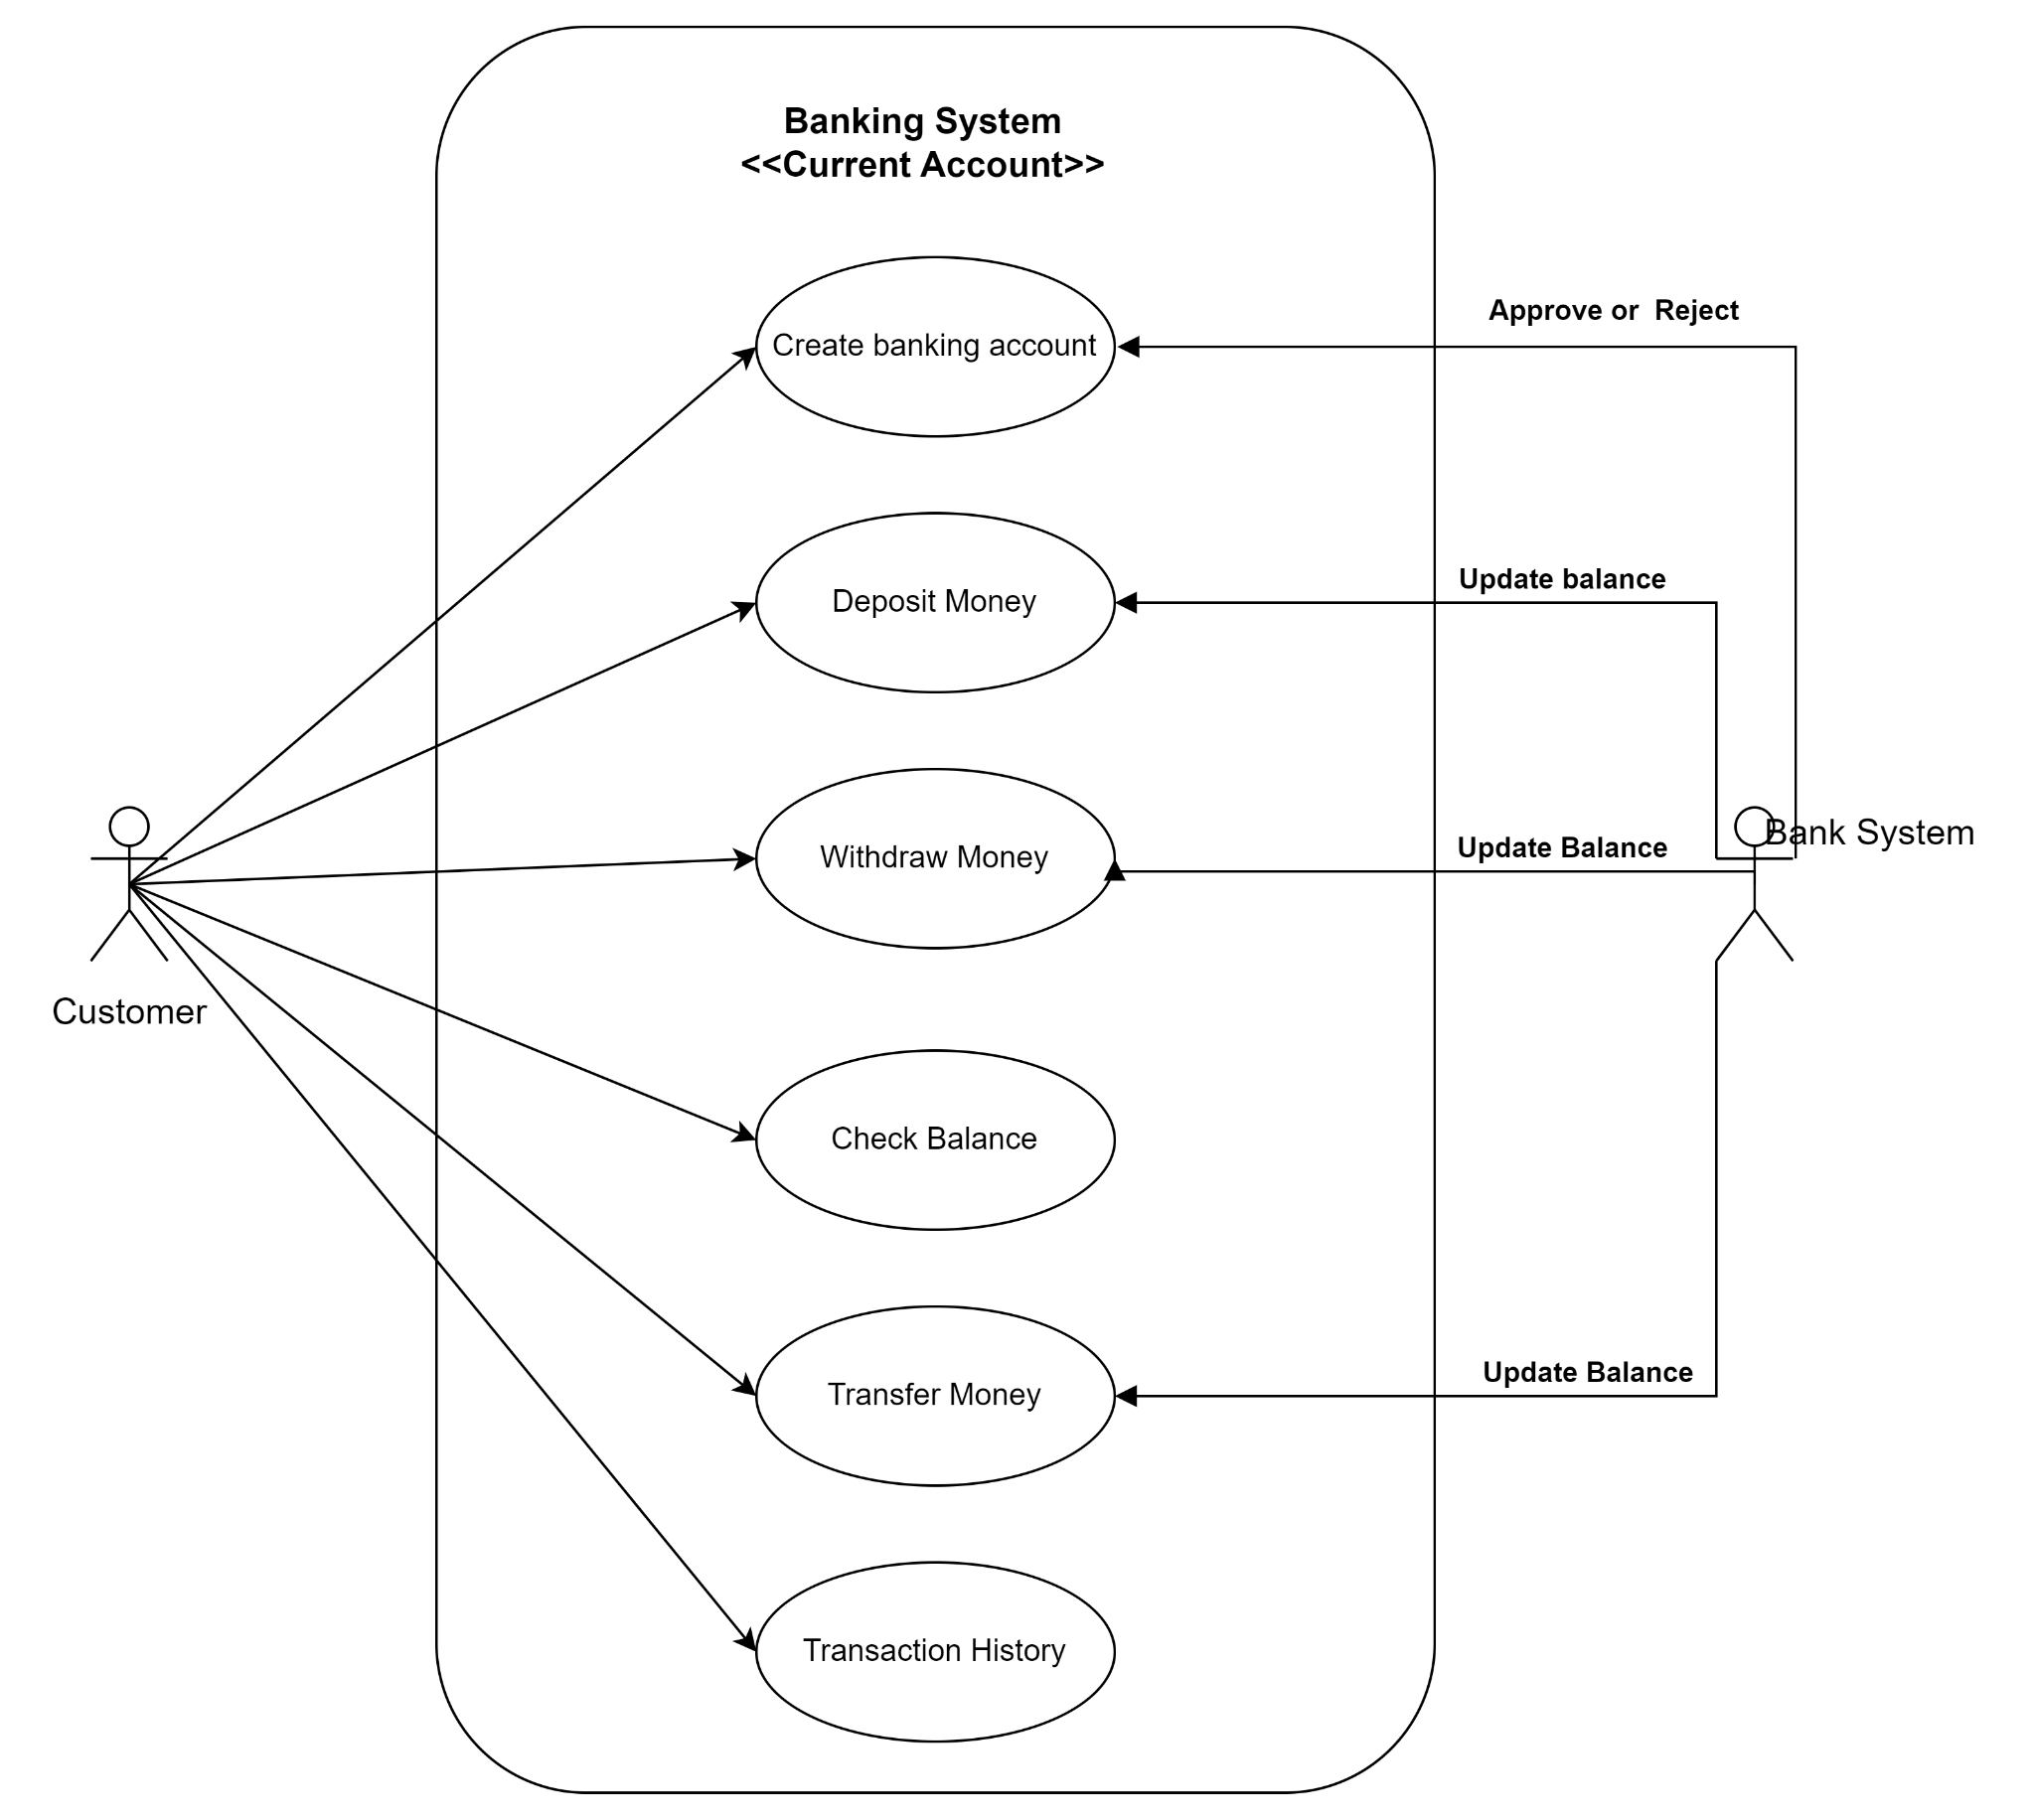 Banking System
<<Current Account>>
Approve or  Reject
Create banking account
Update balance
Deposit Money
Bank System
Update Balance
Withdraw Money
Customer
Check Balance
Update Balance
Transfer Money
Transaction History